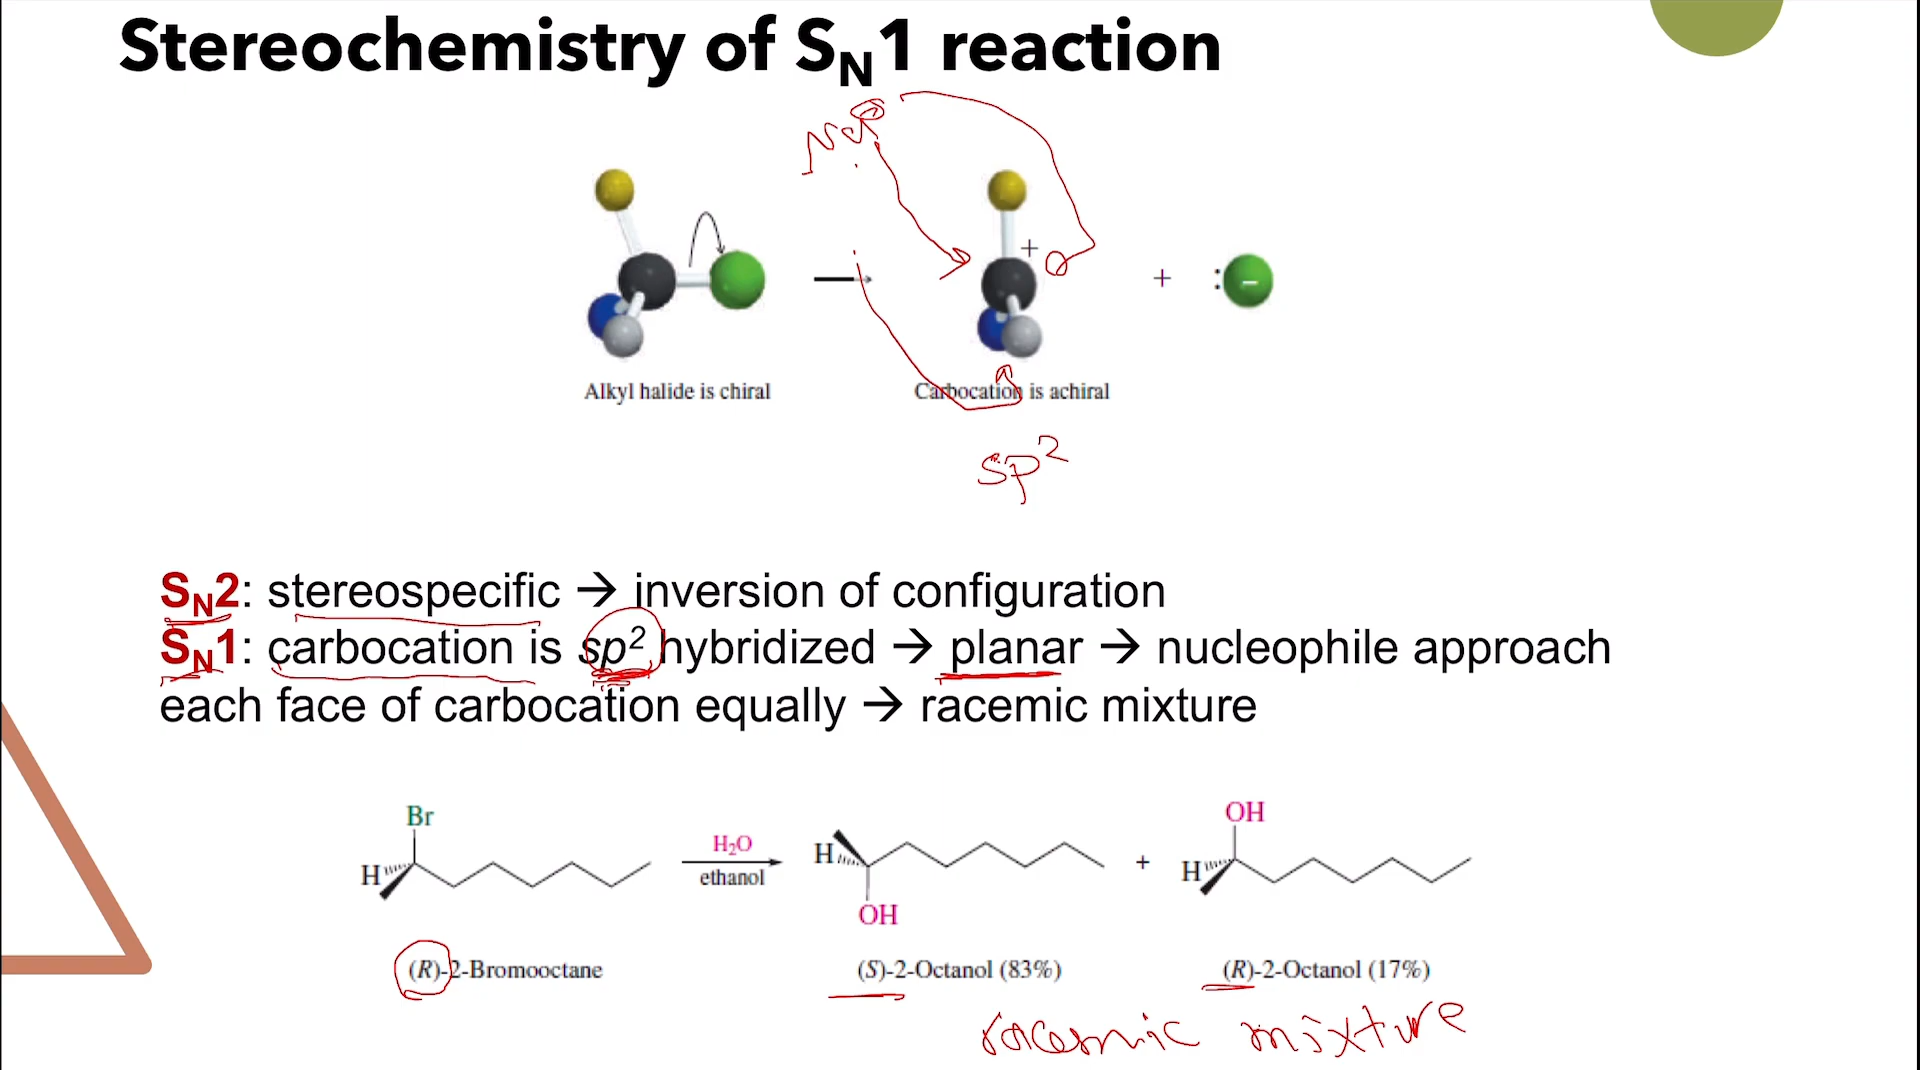 Stereochemistry of SN1 reaction
Nu⊖
+
+ :−
Alkyl halide is chiral Carbocation is achiral
sp2
SN2: stereospecific → inversion of configuration
SN1: carbocation is sp2 hybridized → planar → nucleophile approach
each face of carbocation equally → racemic mixture
Br H2O H + OH
H ethanol OH H
(R)-2-Bromooctane (S)-2-Octanol (83%) (R)-2-Octanol (17%)
racemic mixture